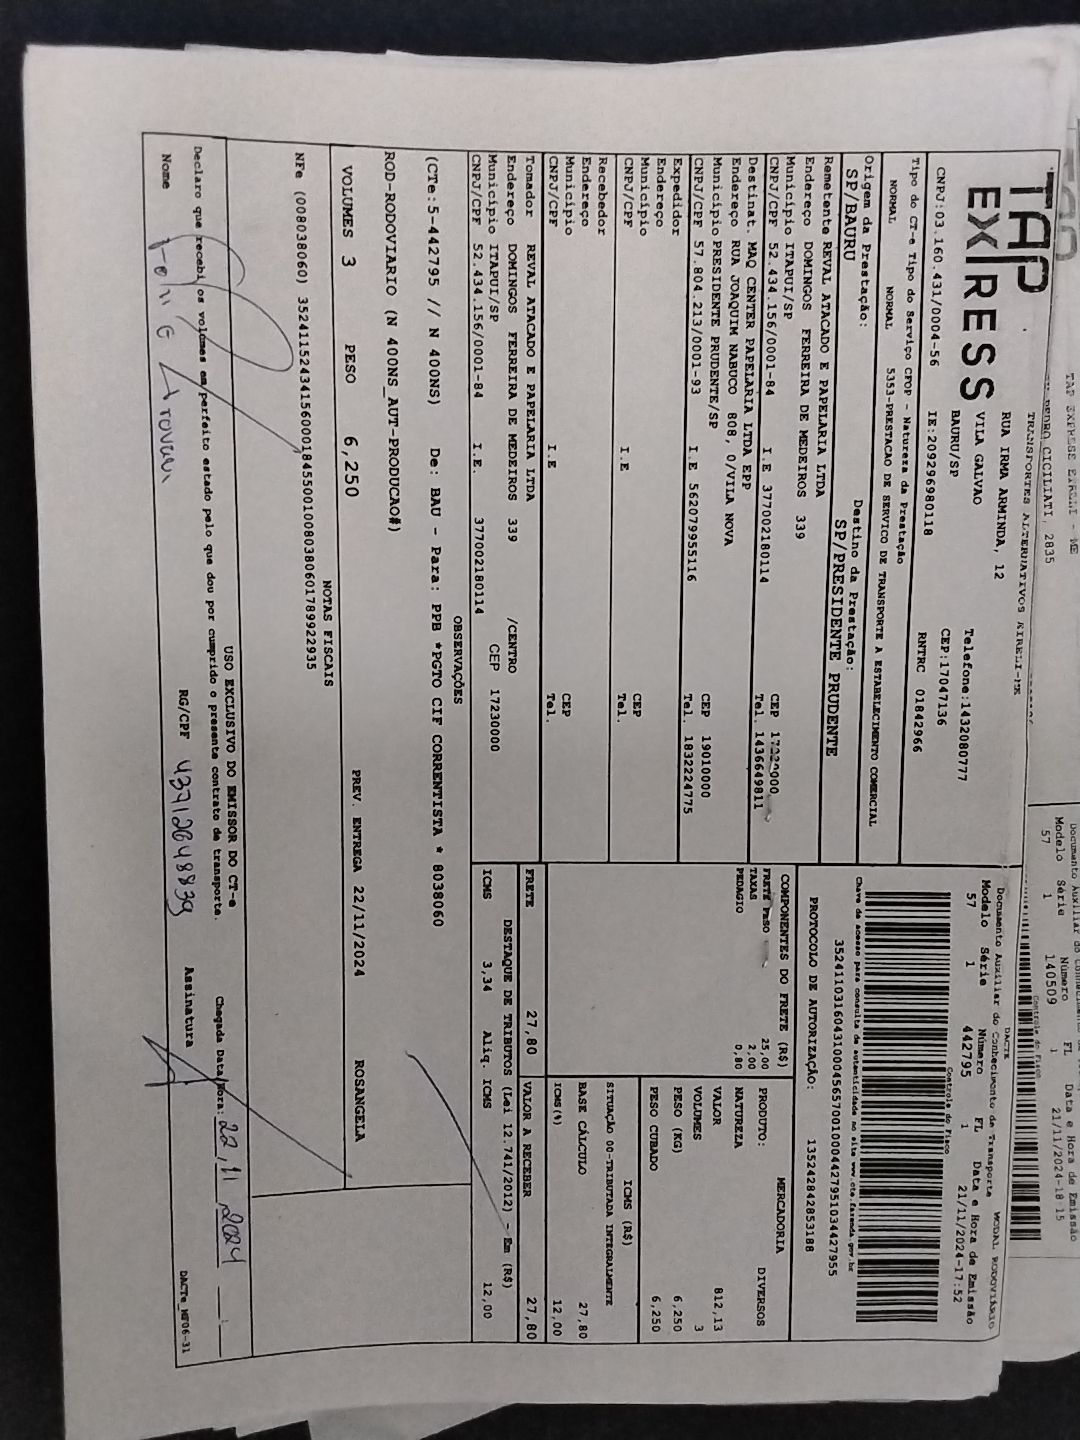 TAP EXPRESS EIRELI - ME
PEDRO CICILIATI, 2835
Modelo Série Número FL Data e Hora de Emissão
57 1 140509 1 21/11/2024-18:15
Controle do Fisco
TAP
EXPRESS
TRANSPORTES ALTERNATIVOS EIRELI-ME
RUA IRMA ARMINDA, 12
VILA GALVAO
BAURU/SP
Telefone:1432080777
CEP:17047136
CNPJ:03.160.431/0004-56 IE:209296980118 RNTRC 01842966
DACTE
Documento Auxiliar do Conhecimento de Transporte MODAL RODOVIÁRIO
Modelo Série Número FL Data e Hora de Emissão
57 1 442795 1 21/11/2024-17:52
Controle do Fisco
Tipo do CT-e Tipo do Serviço CFOP - Natureza da Prestação
NORMAL NORMAL 5353-PRESTACAO DE SERVICO DE TRANSPORTE A ESTABELECIMENTO COMERCIAL
Chave de acesso para consulta de autenticidade no site www.cte.fazenda.gov.br
35241103160431000456570010004427951034427955
PROTOCOLO DE AUTORIZAÇÃO: 135242842853188
Origem da Prestação: Destino da Prestação:
SP/BAURU SP/PRESIDENTE PRUDENTE
Remetente REVAL ATACADO E PAPELARIA LTDA
Endereço DOMINGOS FERREIRA DE MEDEIROS 339
Município ITAPUI/SP CEP 17230000
CNPJ/CPF 52.434.156/0001-84 I.E 377002180114 Tel. 1436649811
Destinat. MAQ CENTER PAPELARIA LTDA EPP
Endereço RUA JOAQUIM NABUCO 808, 0/VILA NOVA
Município PRESIDENTE PRUDENTE/SP CEP 19010000
CNPJ/CPF 57.804.213/0001-93 I.E 562079955116 Tel. 1832224775
Expedidor
Endereço
Município CEP
CNPJ/CPF I.E Tel.
Recebedor
Endereço
Município CEP
CNPJ/CPF I.E Tel.
Tomador REVAL ATACADO E PAPELARIA LTDA
Endereço DOMINGOS FERREIRA DE MEDEIROS 339 /CENTRO
Município ITAPUI/SP CEP 17230000
CNPJ/CPF 52.434.156/0001-84 I.E. 377002180114
COMPONENTES DO FRETE (R$)
FRETE PESO 25,00
TAXAS 2,00
PEDAGIO 0,80
PRODUTO: MERCADORIA
NATUREZA DIVERSOS
VALOR 812,13
VOLUMES 3
PESO (KG) 6,250
PESO CUBADO 6,250
ICMS (R$)
SITUAÇÃO 00-TRIBUTADA INTEGRALMENTE
BASE CÁLCULO 27,80
ICMS(%) 12,00
FRETE 27,80 VALOR A RECEBER 27,80
DESTAQUE DE TRIBUTOS (Lei 12.741/2012) - Em (R$)
ICMS 3,34 Aliq. ICMS 12,00
OBSERVAÇÕES
(CTe:5-442795 // N 400NS) De: BAU - Para: PPB *PGTO CIF CORRENTISTA * 8038060
ROD-RODOVIARIO (N 400NS_AUT-PRODUCAO#)
VOLUMES 3 PESO 6,250 PREV. ENTREGA 22/11/2024 ROSANGELA
NOTAS FISCAIS
NFe (008038060) 35241152434156000184550010080380601789922935
USO EXCLUSIVO DO EMISSOR DO CT-e
Declaro que recebi os volumes em perfeito estado pelo que dou por cumprido o presente contrato de transporte.
Chegada Data/Hora: 22/11/2024
Nome RG/CPF 43712648839 Assinatura
DACTe_MF06-31